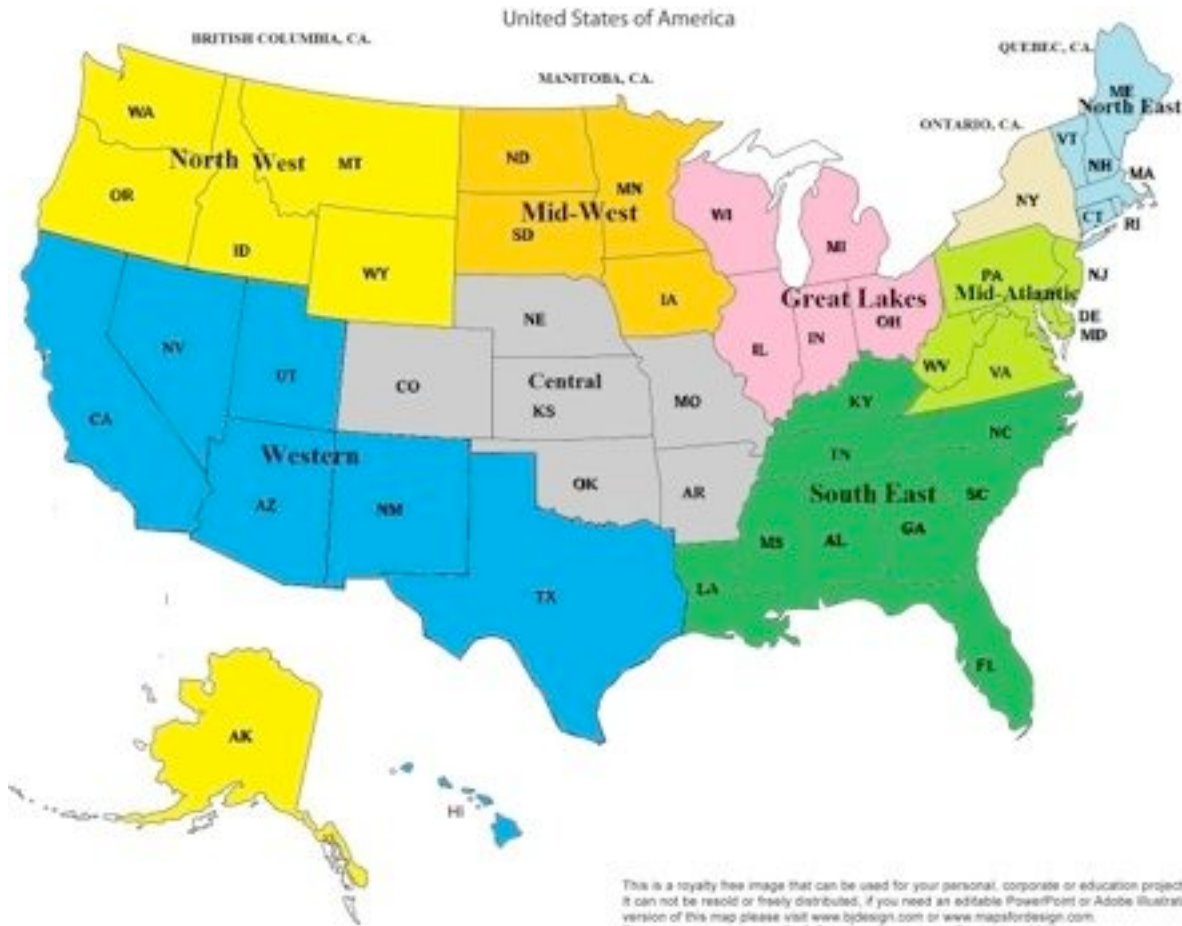 United States of America
BRITISH COLUMBIA, CA.
QUEBEC, CA.
MANITOBA, CA.
ME
North East
ONTARIO, CA.
WA
VT
ND
North West
MT
NH
MA
MN
OR
NY
Mid-West
WI
CT
RI
SD
MI
ID
WY
PA
NJ
IA
Great Lakes
Mid-Atlantic
NE
OH
DE
MD
NV
IL
IN
UT
WV
VA
CO
Central
KS
MO
KY
CA
NC
Western
TN
OK
AR
South East
SC
AZ
NM
GA
MS
AL
LA
TX
FL
AK
HI
This is a royalty free image that can be used for your personal, corporate or education project
It can not be resold or freely distributed, if you need an editable PowerPoint or Adobe Illustrat
version of this map please visit www.bjdesign.com or www.mapsfordesign.com.